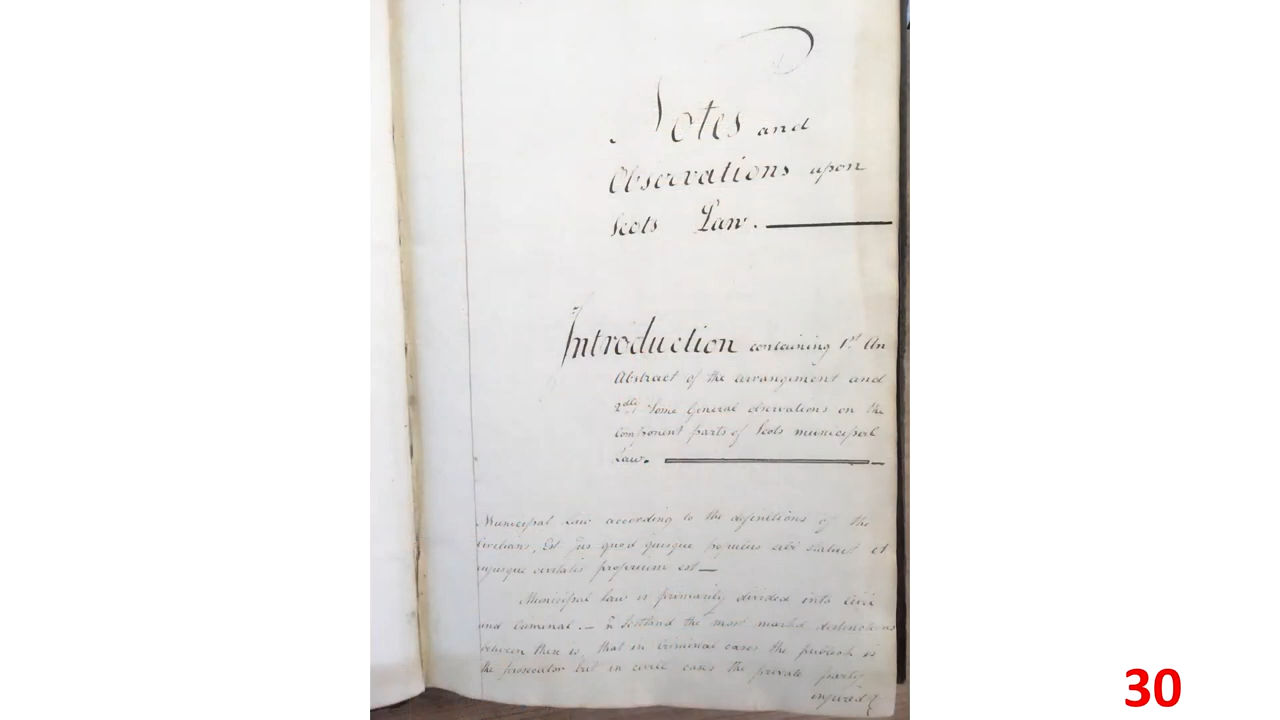 Notes and
Observations upon
Scots Law.
Introduction containing 1st An
Abstract of the arrangement and
2dly Some General observations on the
Component parts of Scots municipal
Law.
Municipal Law according to the definitions of the
Civilians, Est jus quod quisque populus sibi statuit et
cujusque civitatis proprium est
Municipal law is primarily divided into Civil
and Criminal. - In Scotland the most marked distinctions
between them is, that in Criminal cases the publick is
the prosecutor but in civil cases the private party
injured
30